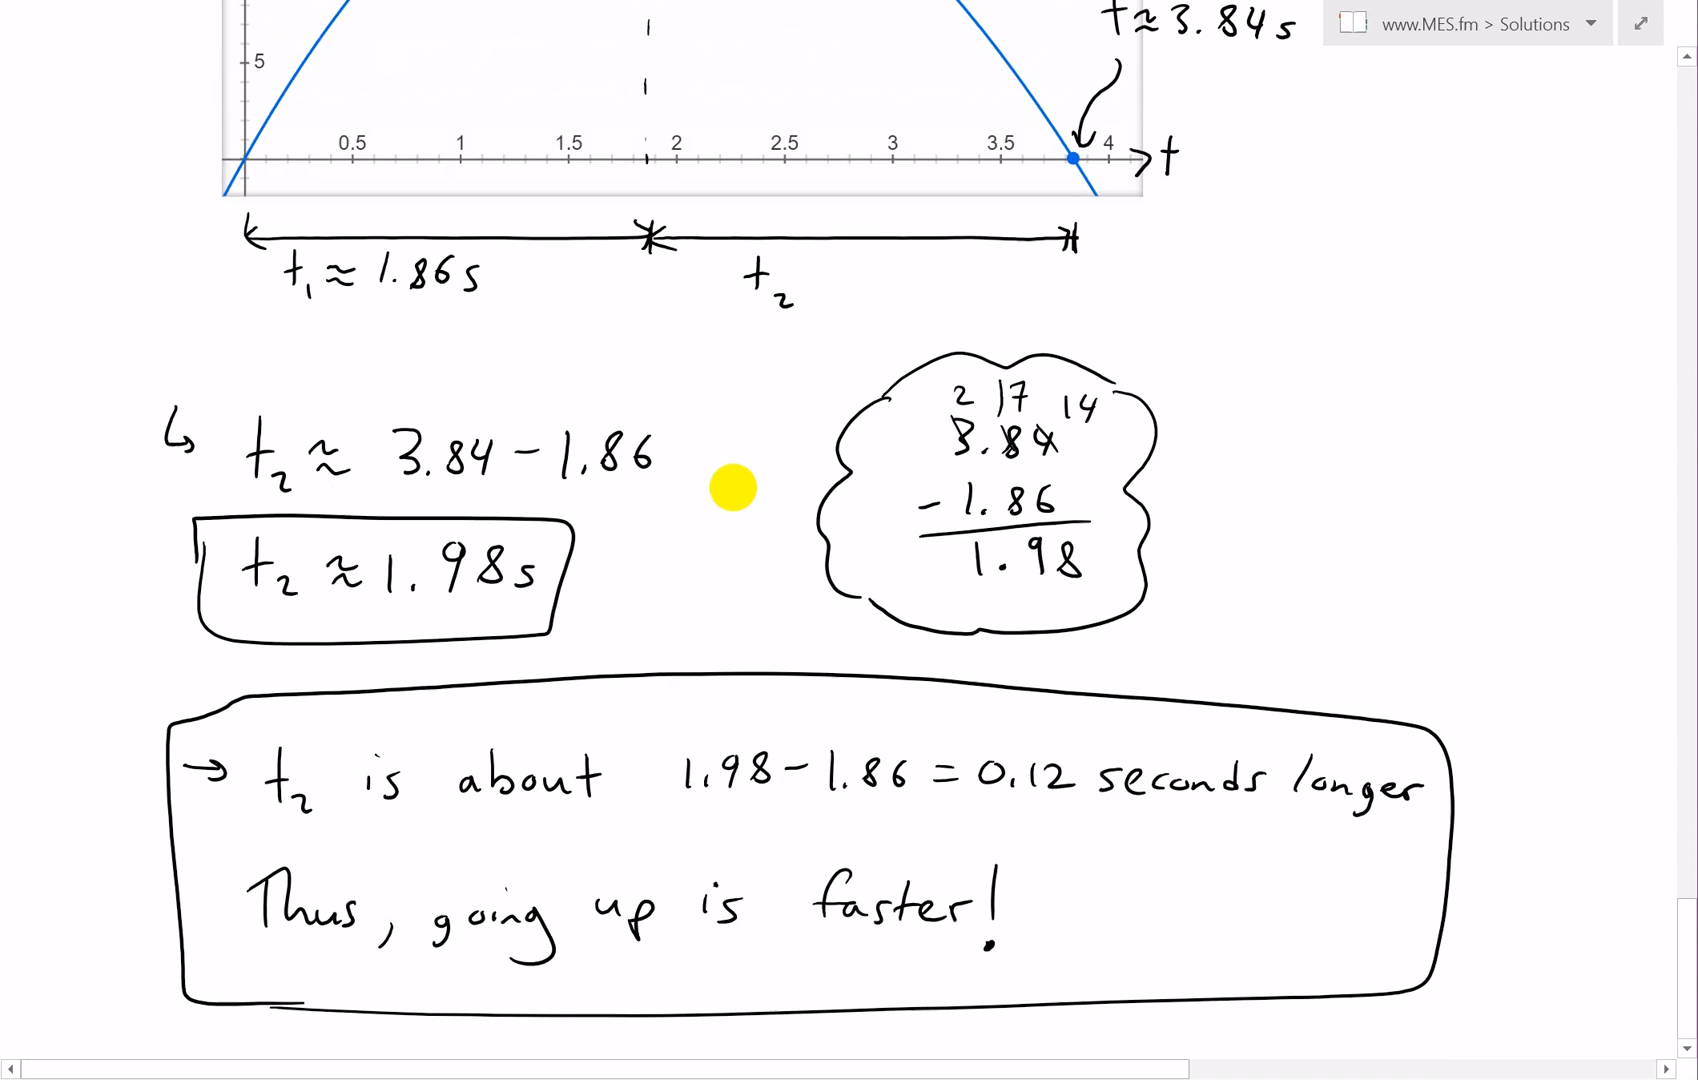 t ≈ 3.84 s
www.MES.fm > Solutions
5
0.5 1 1.5 2 2.5 3 3.5 4
t
t₁ ≈ 1.86 s
t₂
t₂ ≈ 3.84 - 1.86
2 17 14
3.84
- 1.86
1.98
t₂ ≈ 1.98 s
→ t₂ is about 1.98 - 1.86 = 0.12 seconds longer
Thus, going up is faster!